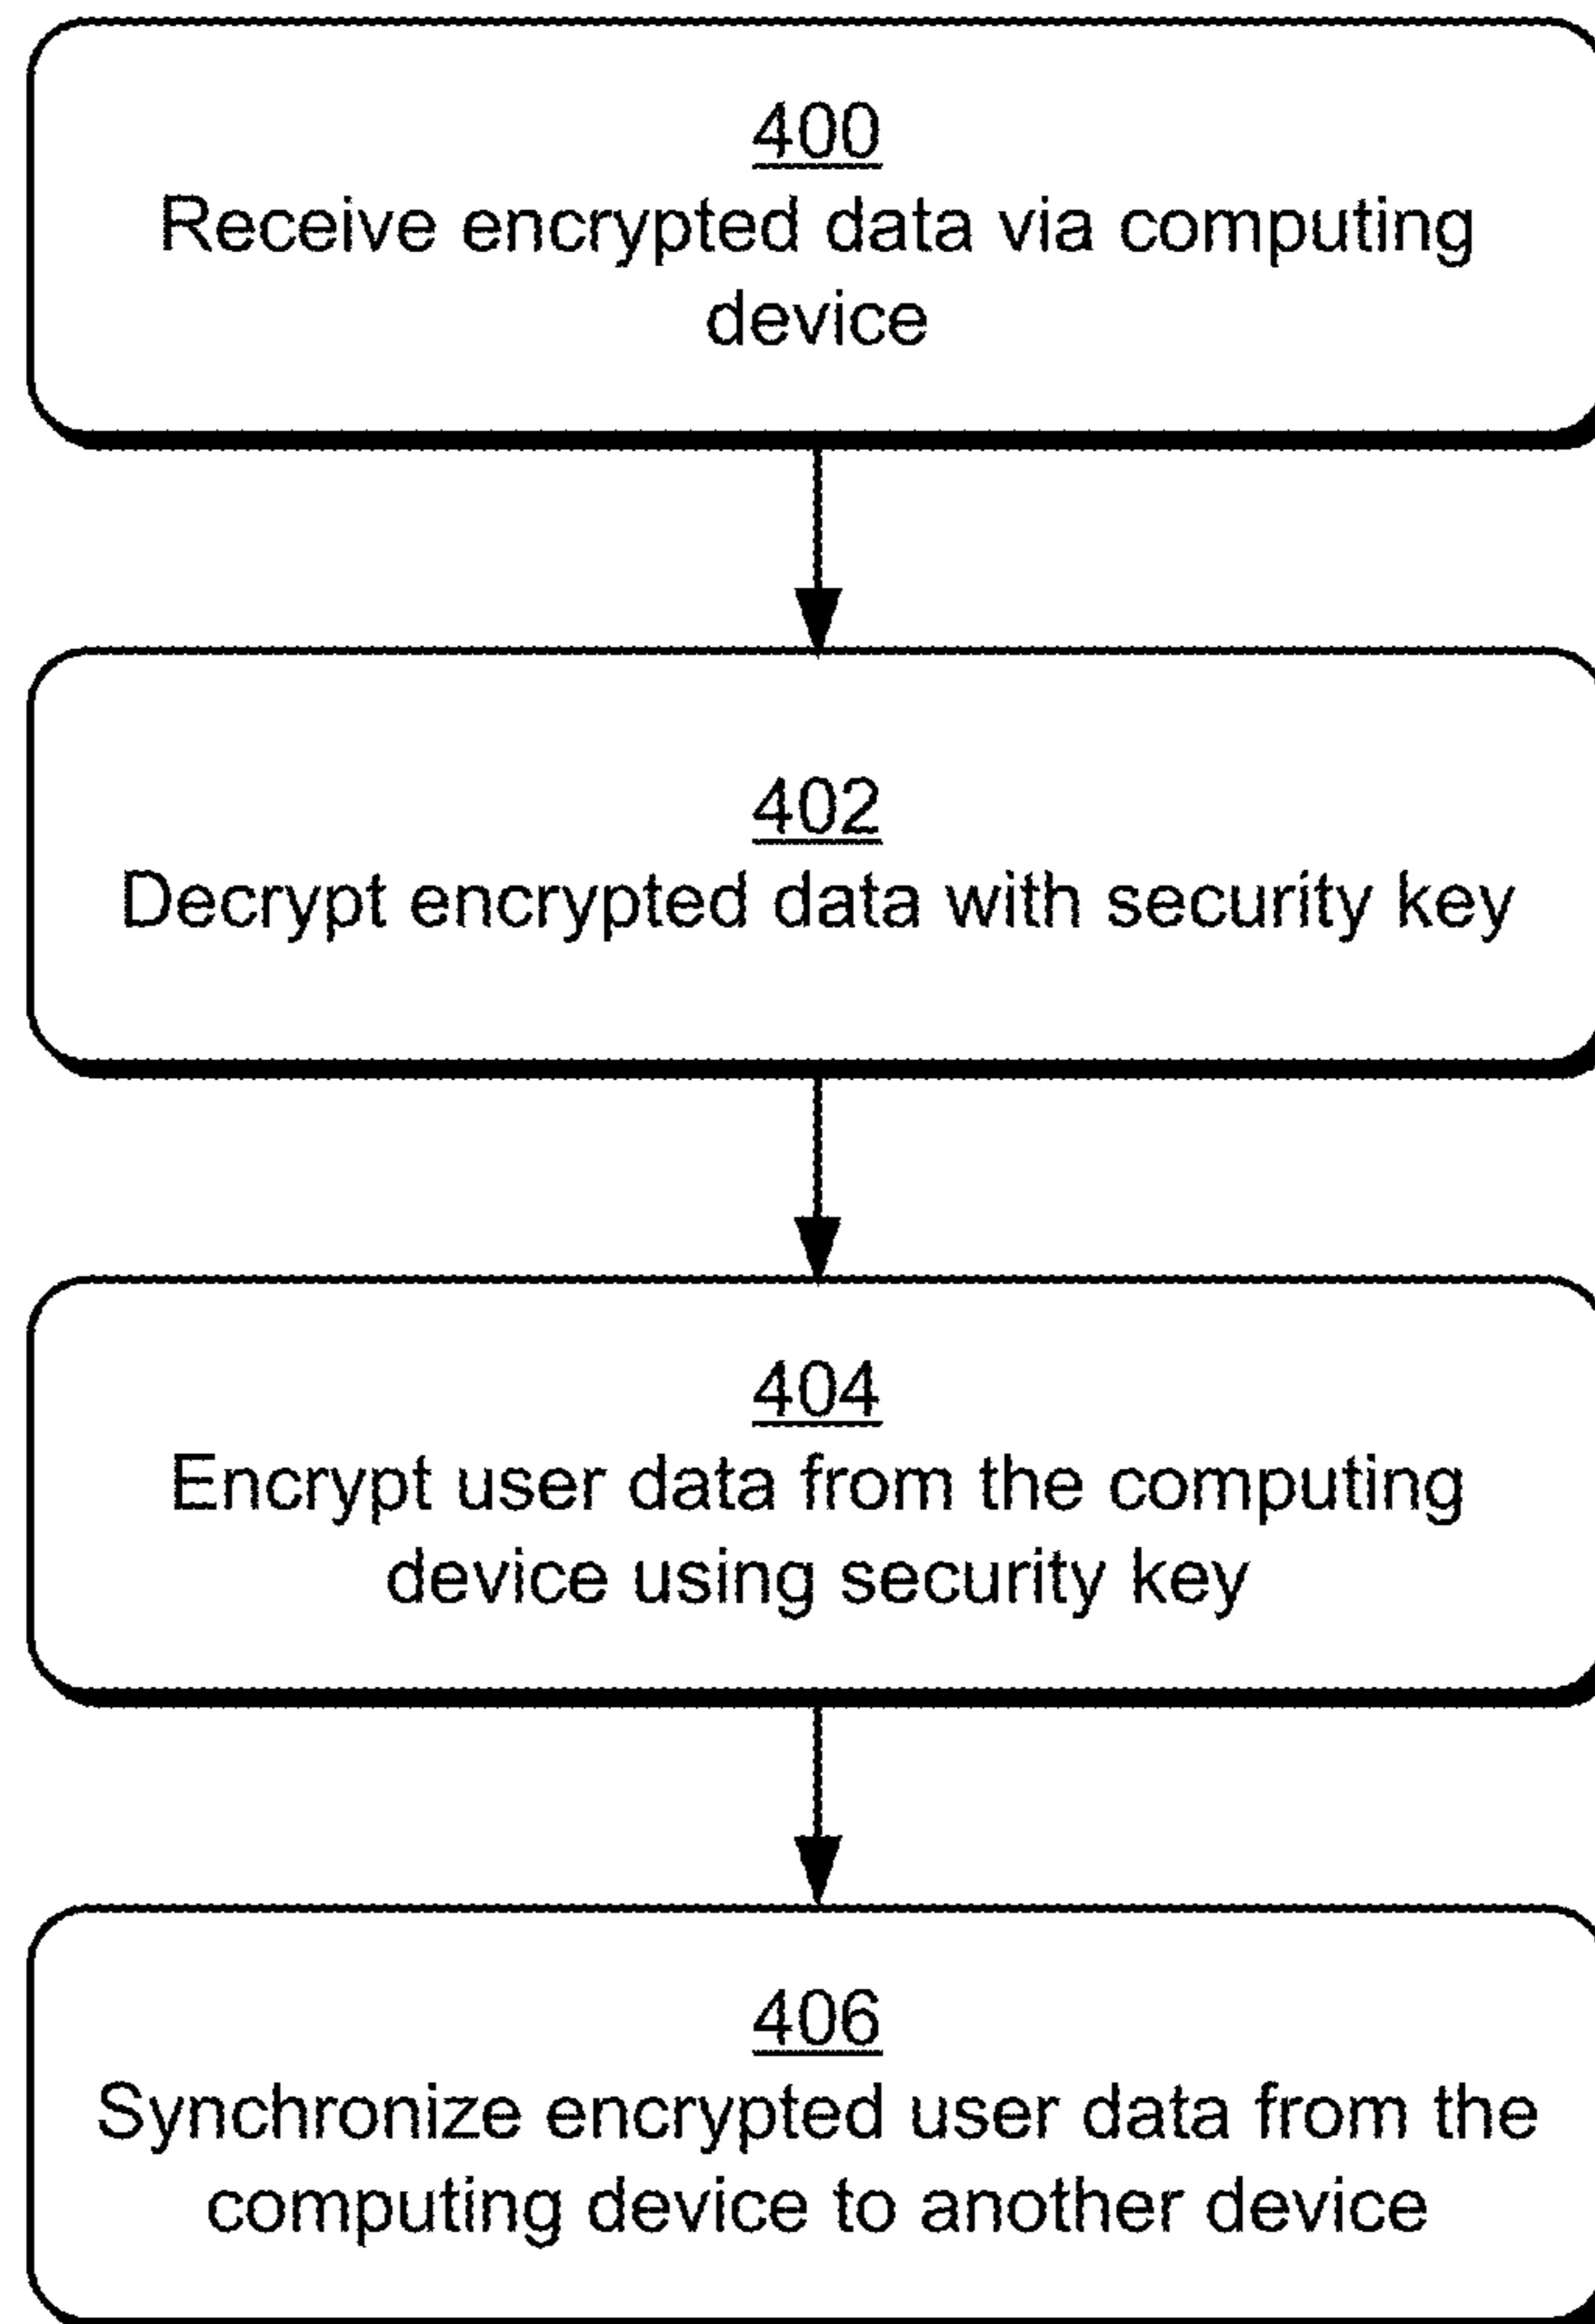 400
Receive encrypted data via computing
device
402
Decrypt encrypted data with security key
404
Encrypt user data from the computing
device using security key
406
Synchronize encrypted user data from the
computing device to another device